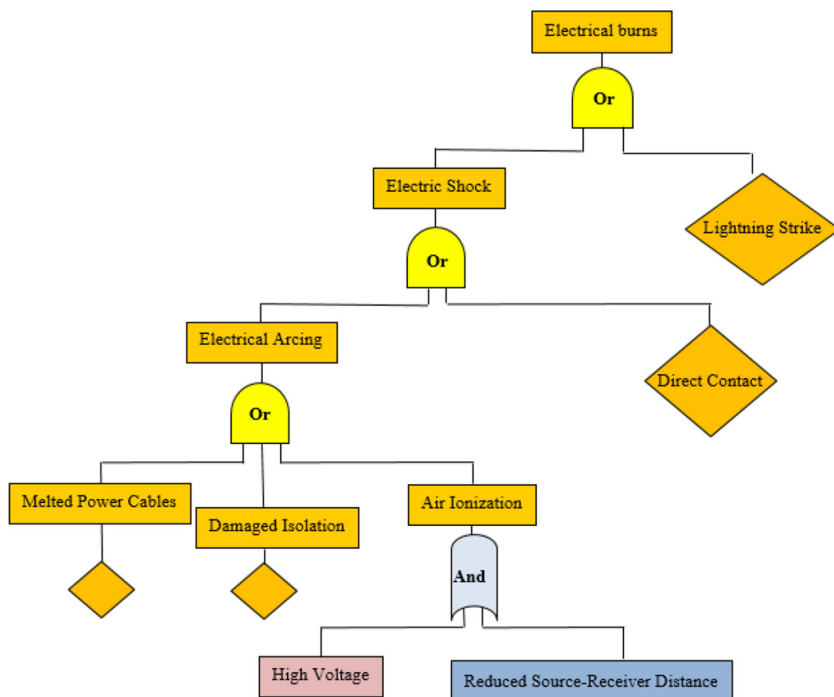 Electrical burns
Or
Electric Shock
Lightning Strike
Or
Electrical Arcing
Direct Contact
Or
Melted Power Cables
Damaged Isolation
Air Ionization
And
High Voltage
Reduced Source-Receiver Distance